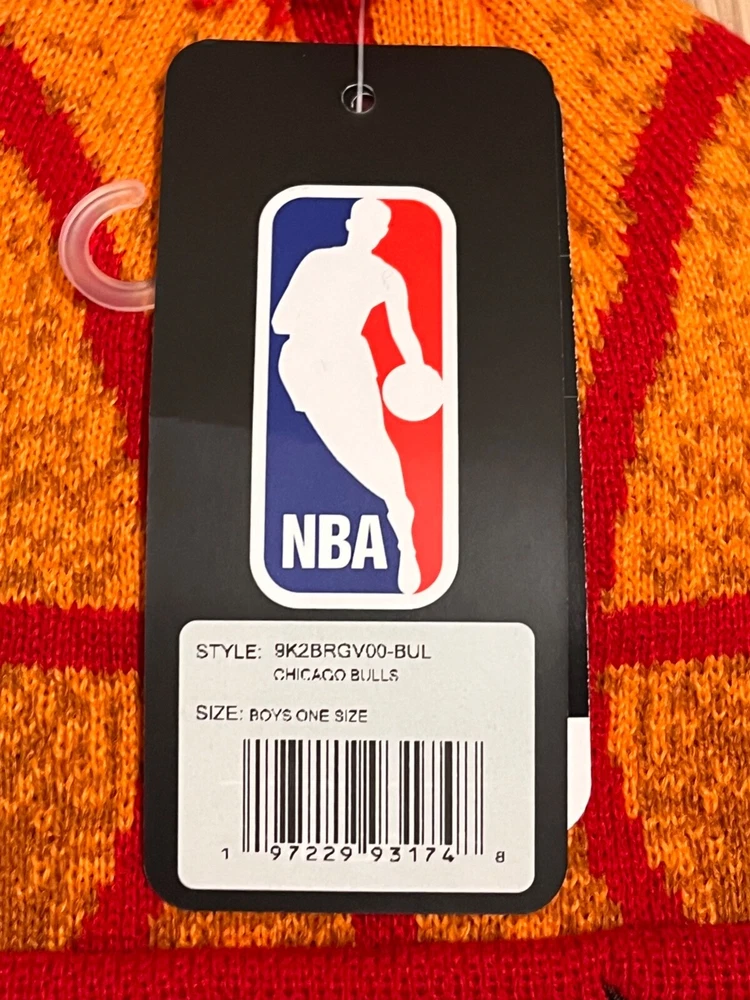 NBA
STYLE: 9K2BRGV00-BUL
CHICAGO BULLS
SIZE: BOYS ONE SIZE
1 97229 93174 8